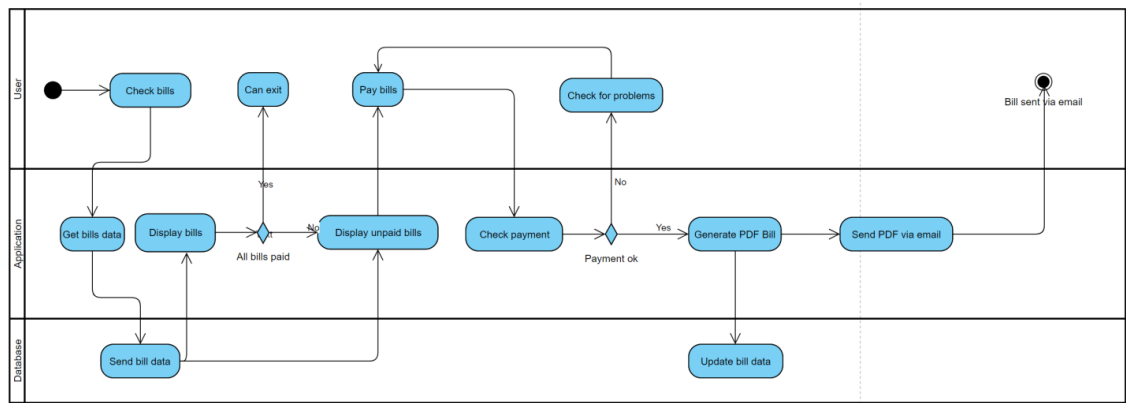 User
Check bills
Can exit
Pay bills
Check for problems
Bill sent via email
Yes
No
Application
Get bills data
Display bills
All bills paid
No
Display unpaid bills
Check payment
Payment ok
Yes
Generate PDF Bill
Send PDF via email
Database
Send bill data
Update bill data